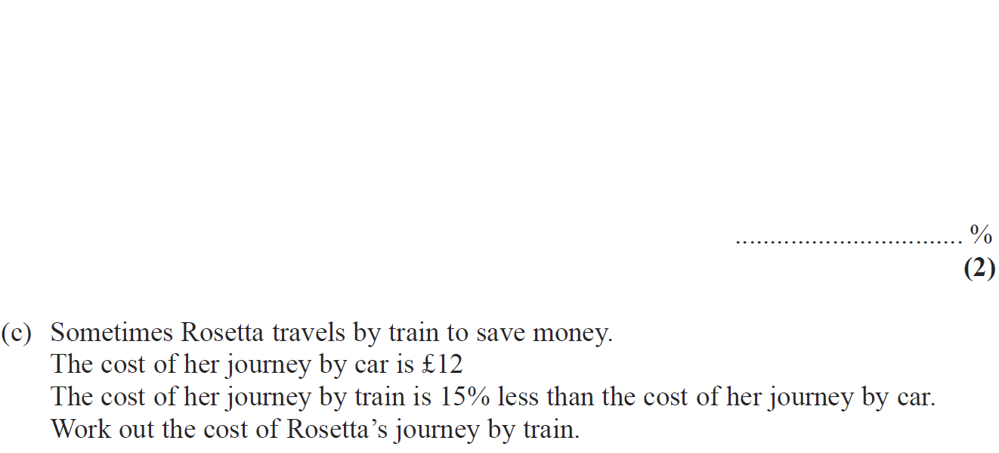 ................................. %
(2)
(c) Sometimes Rosetta travels by train to save money.
The cost of her journey by car is £12
The cost of her journey by train is 15% less than the cost of her journey by car.
Work out the cost of Rosetta’s journey by train.